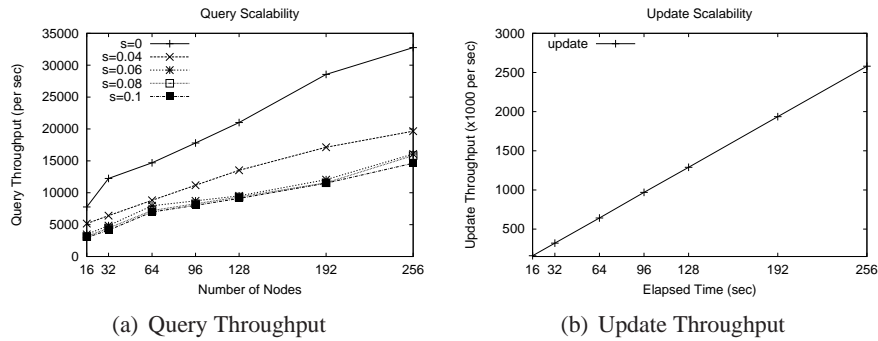 Query Scalability
35000
30000
25000
20000
15000
10000
5000
0
Query Throughput (per sec)
s=0
s=0.04
s=0.06
s=0.08
s=0.1
16 32 64 96 128 192 256
Number of Nodes
(a) Query Throughput
Update Scalability
3000
2500
2000
1500
1000
500
Update Throughput (x1000 per sec)
update
16 32 64 96 128 192 256
Elapsed Time (sec)
(b) Update Throughput